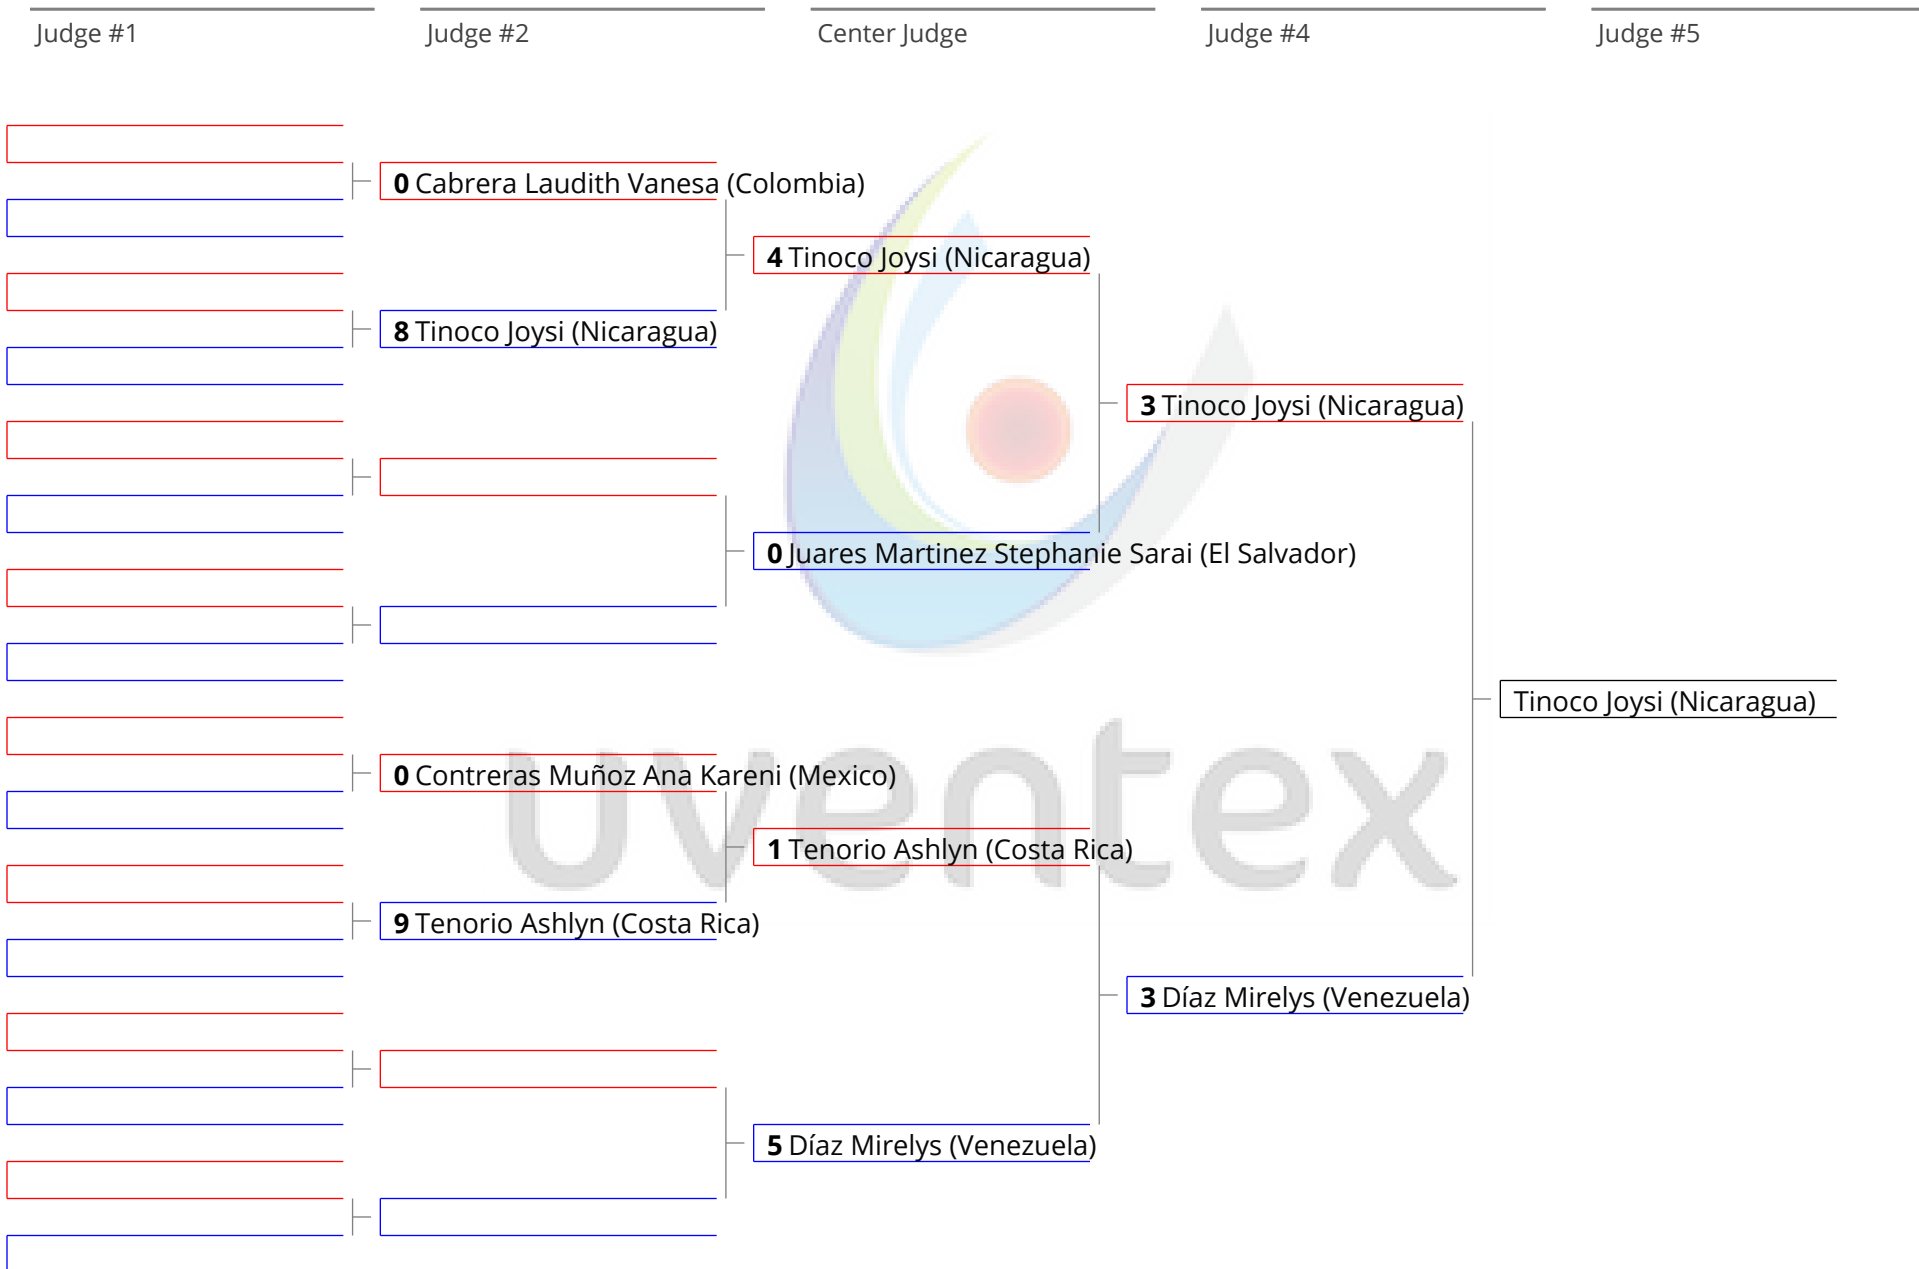 Judge #1 Judge #2 Center Judge Judge #4 Judge #5
0 Cabrera Laudith Vanesa (Colombia)
4 Tinoco Joysi (Nicaragua)
8 Tinoco Joysi (Nicaragua)
3 Tinoco Joysi (Nicaragua)
0 Juares Martinez Stephanie Sarai (El Salvador)
Tinoco Joysi (Nicaragua)
0 Contreras Muñoz Ana Kareni (Mexico)
uventex
1 Tenorio Ashlyn (Costa Rica)
9 Tenorio Ashlyn (Costa Rica)
3 Díaz Mirelys (Venezuela)
5 Díaz Mirelys (Venezuela)